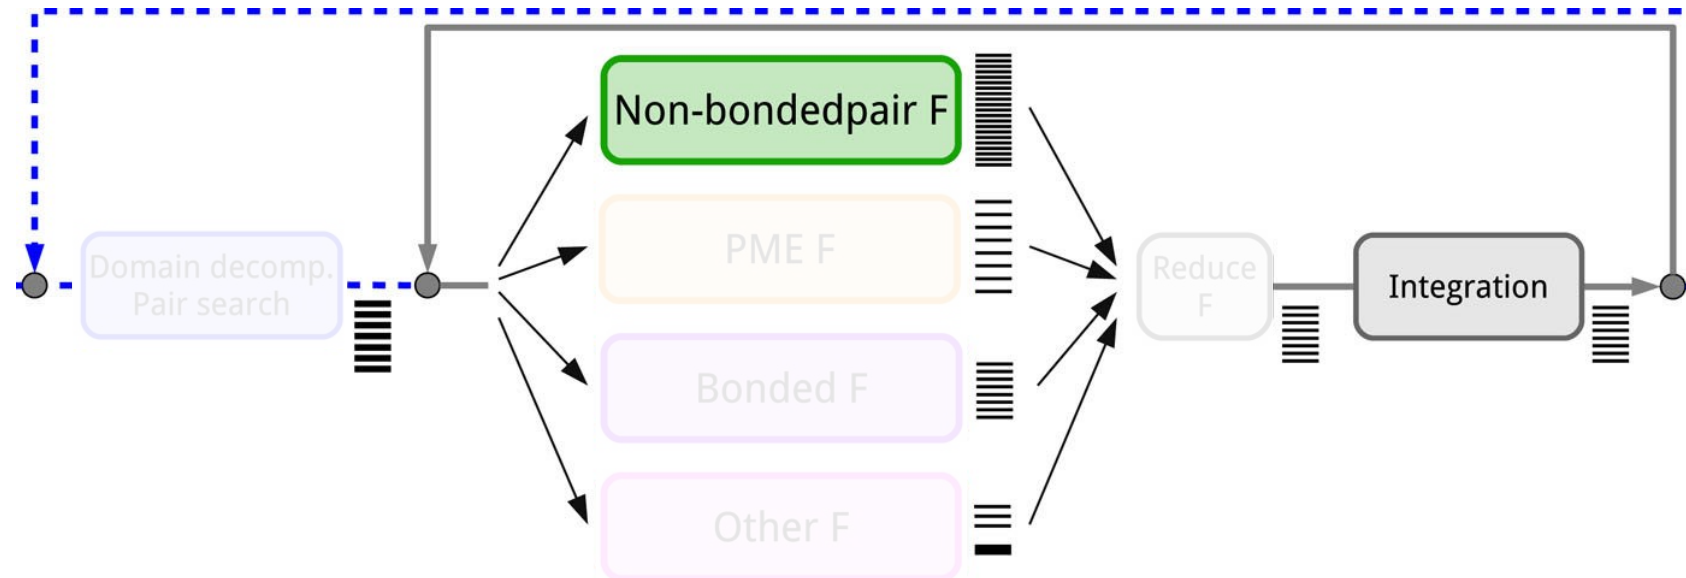 Non-bondedpair F
PME F
Domain decomp.
Pair search
Reduce
F
Integration
Bonded F
Other F